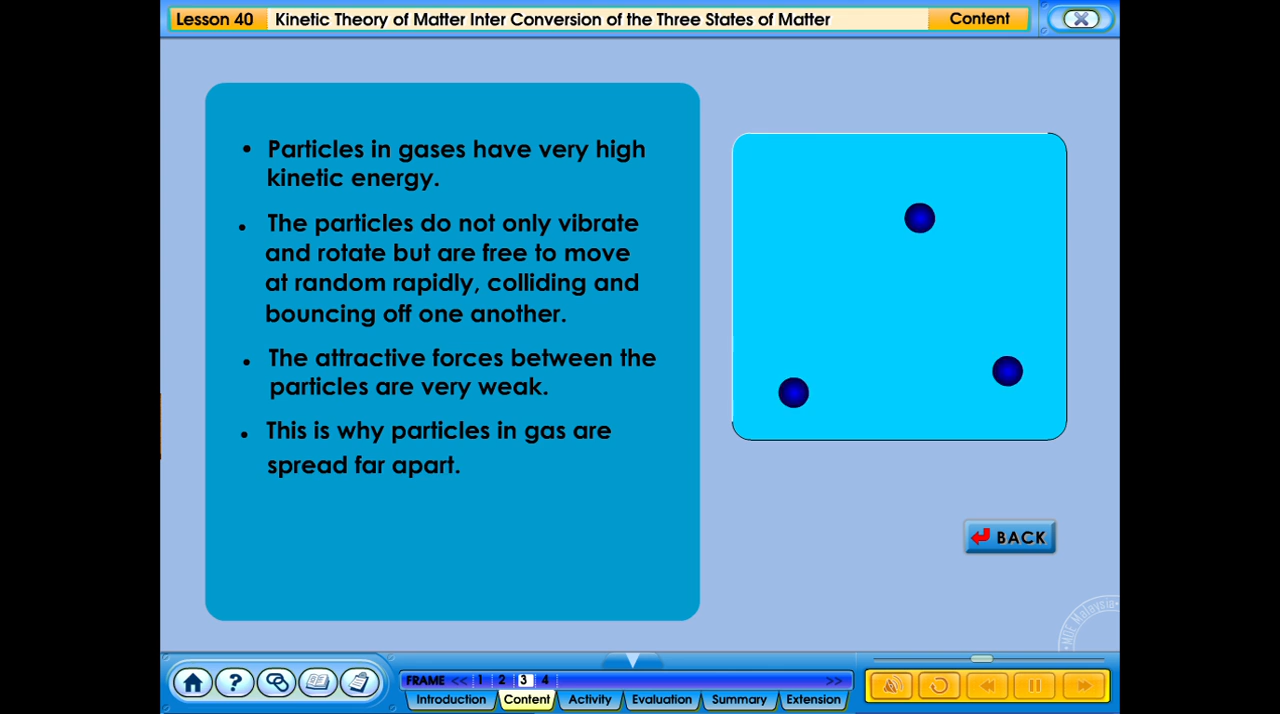 Lesson 40 Kinetic Theory of Matter Inter Conversion of the Three States of Matter Content
• Particles in gases have very high
kinetic energy.
• The particles do not only vibrate
and rotate but are free to move
at random rapidly, colliding and
bouncing off one another.
• The attractive forces between the
particles are very weak.
• This is why particles in gas are
spread far apart.
BACK
MDE Malaysia
?
FRAME << 1 2 3 4 >>
Introduction Content Activity Evaluation Summary Extension